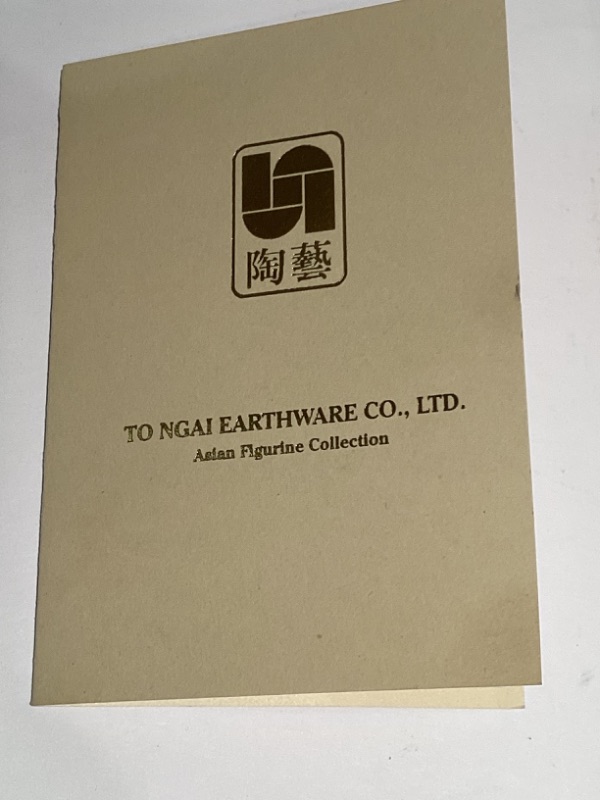 陶藝
TO NGAI EARTHWARE CO., LTD.
Asian Figurine Collection